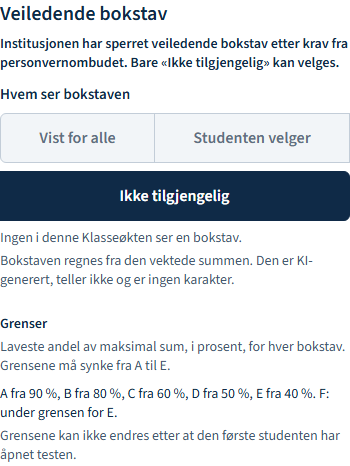 Veiledende bokstav
Institusjonen har sperret veiledende bokstav etter krav fra
personvernombudet. Bare «Ikke tilgjengelig» kan velges.
Hvem ser bokstaven
Vist for alle
Studenten velger
Ikke tilgjengelig
Ingen i denne Klasseøkten ser en bokstav.
Bokstaven regnes fra den vektede summen. Den er KI-
generert, teller ikke og er ingen karakter.
Grenser
Laveste andel av maksimal sum, i prosent, for hver bokstav.
Grensene må synke fra A til E.
A fra 90 %, B fra 80 %, C fra 60 %, D fra 50 %, E fra 40 %. F:
under grensen for E.
Grensene kan ikke endres etter at den første studenten har
åpnet testen.